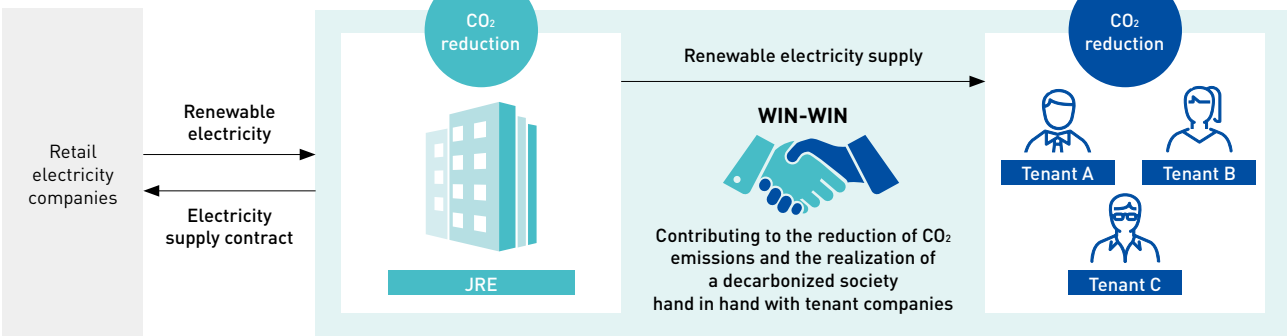 Retail
electricity
companies
Renewable
electricity
Electricity
supply contract
CO₂
reduction
JRE
Renewable electricity supply
WIN-WIN
Contributing to the reduction of CO₂
emissions and the realization of
a decarbonized society
hand in hand with tenant companies
CO₂
reduction
Tenant A
Tenant B
Tenant C